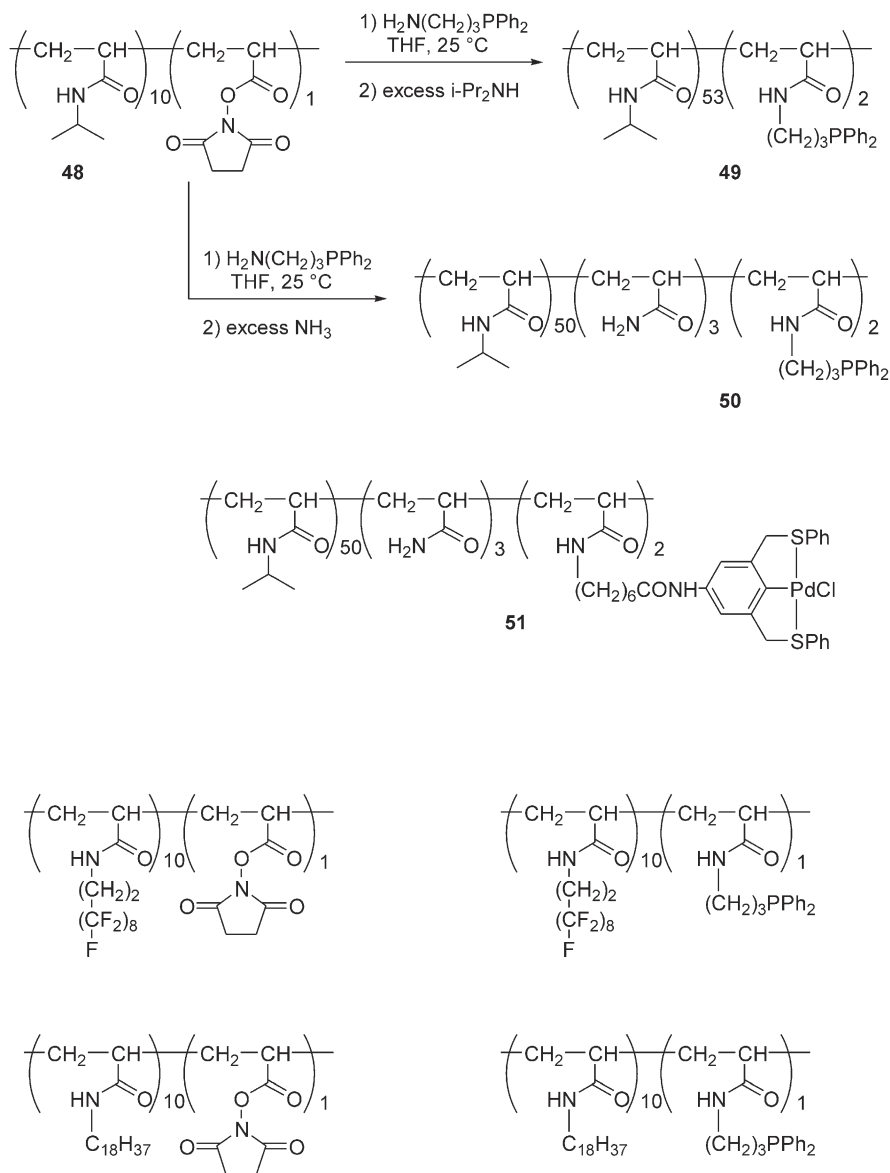 1) H2N(CH2)3PPh2
THF, 25 °C
2) excess i-Pr2NH
CH2 CH CH2 CH
HN O 10 O O 1
N
O O
48
CH2 CH CH2 CH
HN O 53 HN O 2
(CH2)3PPh2
49
1) H2N(CH2)3PPh2
THF, 25 °C
2) excess NH3
CH2 CH CH2 CH CH2 CH
HN O 50 H2N O 3 HN O 2
(CH2)3PPh2
50
CH2 CH CH2 CH CH2 CH
HN O 50 H2N O 3 HN O 2
(CH2)6CONH
SPh
PdCl
SPh
51
CH2 CH CH2 CH
HN O 10 O O 1
(CH2)2
(CF2)8
F
N
O O
CH2 CH CH2 CH
HN O 10 HN O 1
(CH2)2
(CF2)8
F
(CH2)3PPh2
CH2 CH CH2 CH
HN O 10 O O 1
C18H37
N
O O
CH2 CH CH2 CH
HN O 10 HN O 1
C18H37
(CH2)3PPh2